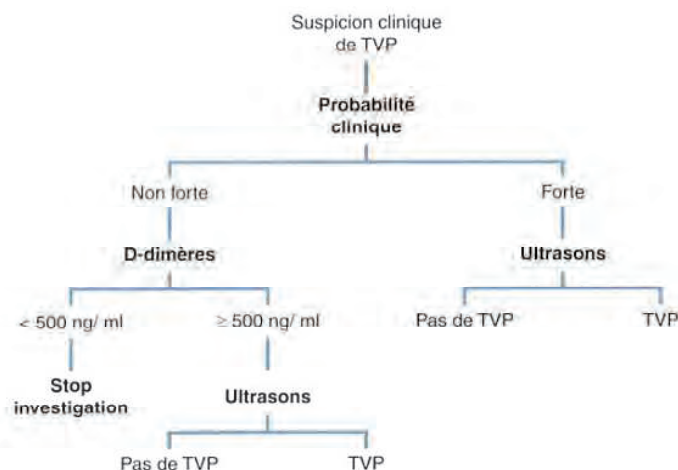 Suspicion clinique
de TVP
Probabilité
clinique
Non forte
Forte
D-dimères
Ultrasons
< 500 ng/ ml
≥ 500 ng/ ml
Pas de TVP
TVP
Stop
investigation
Ultrasons
Pas de TVP
TVP